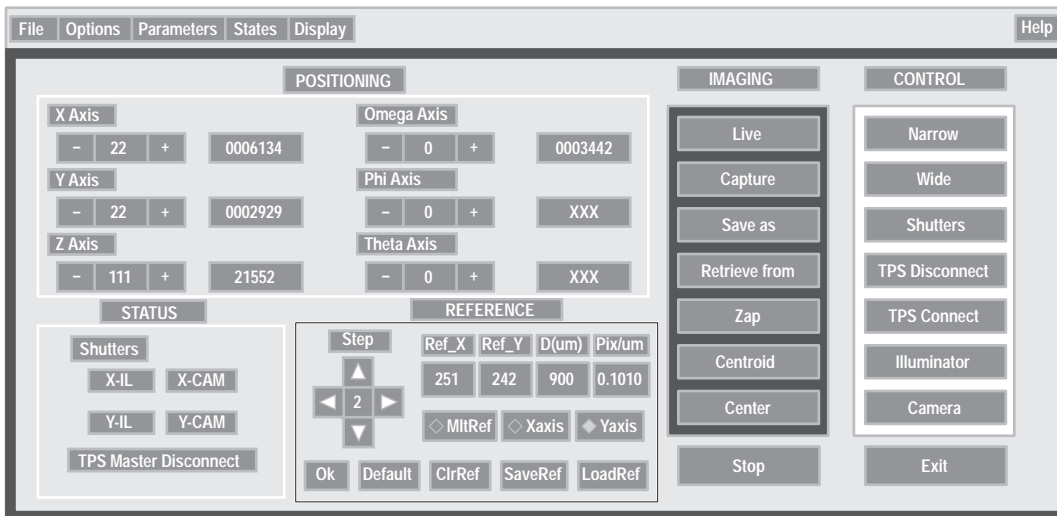 File Options Parameters States Display Help
POSITIONING
X Axis
– 22 + 0006134
Y Axis
– 22 + 0002929
Z Axis
– 111 + 21552
Omega Axis
– 0 + 0003442
Phi Axis
– 0 + XXX
Theta Axis
– 0 + XXX
STATUS
Shutters
X-IL X-CAM
Y-IL Y-CAM
TPS Master Disconnect
REFERENCE
Step
2
Ref_X Ref_Y D(um) Pix/um
251 242 900 0.1010
MltRef Xaxis Yaxis
Ok Default ClrRef SaveRef LoadRef
IMAGING
Live
Capture
Save as
Retrieve from
Zap
Centroid
Center
Stop
CONTROL
Narrow
Wide
Shutters
TPS Disconnect
TPS Connect
Illuminator
Camera
Exit